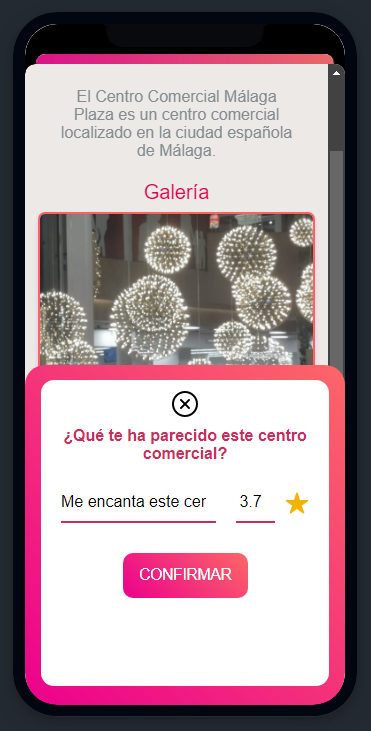 El Centro Comercial Málaga
Plaza es un centro comercial
localizado en la ciudad española
de Málaga.
Galería
¿Qué te ha parecido este centro
comercial?
Me encanta este cer
3.7
CONFIRMAR